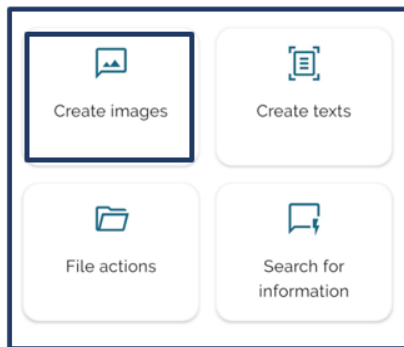 Create images
Create texts
File actions
Search for
information